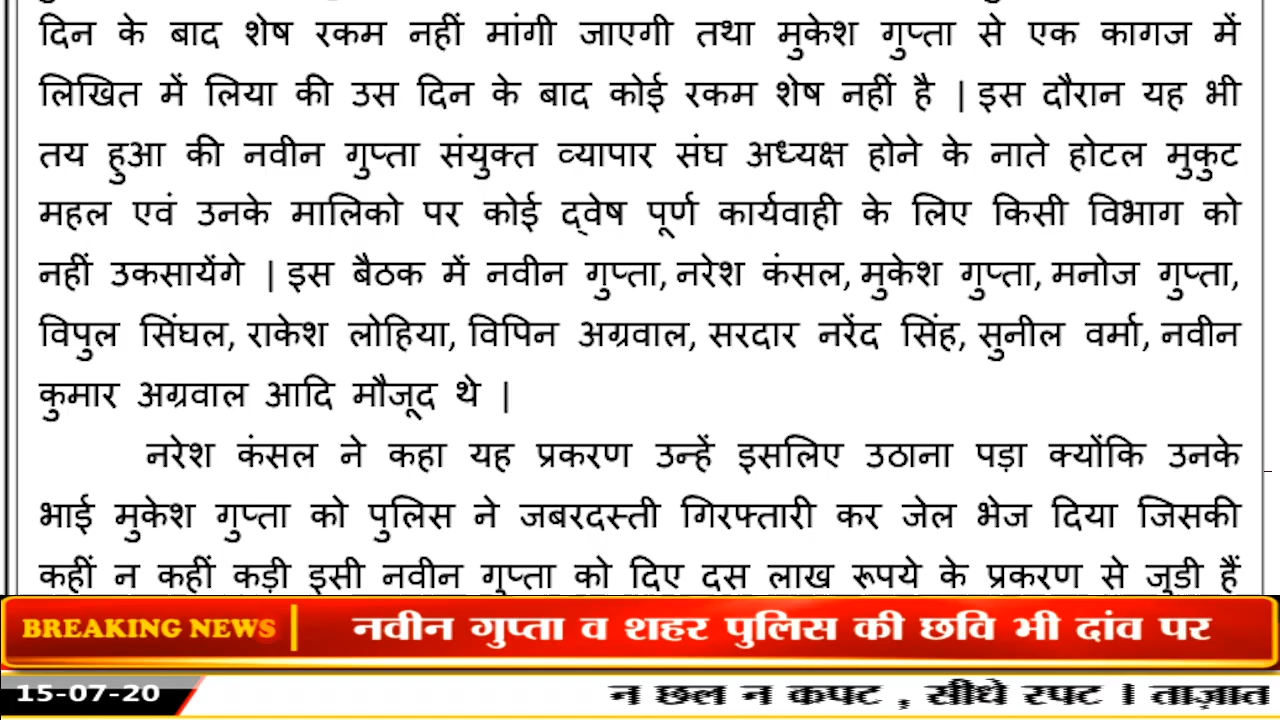 दिन के बाद शेष रकम नहीं मांगी जाएगी तथा मुकेश गुप्ता से एक कागज में
लिखित में लिया की उस दिन के बाद कोई रकम शेष नहीं है | इस दौरान यह भी
तय हुआ की नवीन गुप्ता संयुक्त व्यापार संघ अध्यक्ष होने के नाते होटल मुकुट
महल एवं उनके मालिको पर कोई द्वेष पूर्ण कार्यवाही के लिए किसी विभाग को
नहीं उकसायेंगे | इस बैठक में नवीन गुप्ता, नरेश कंसल, मुकेश गुप्ता, मनोज गुप्ता,
विपुल सिंघल, राकेश लोहिया, विपिन अग्रवाल, सरदार नरेंद सिंह, सुनील वर्मा, नवीन
कुमार अग्रवाल आदि मौजूद थे |
नरेश कंसल ने कहा यह प्रकरण उन्हें इसलिए उठाना पड़ा क्योंकि उनके
भाई मुकेश गुप्ता को पुलिस ने जबरदस्ती गिरफ्तारी कर जेल भेज दिया जिसकी
कहीं न कहीं कड़ी इसी नवीन गुप्ता को दिए दस लाख रूपये के प्रकरण से जुडी हैं
BREAKING NEWS नवीन गुप्ता व शहर पुलिस की छवि भी दांव पर
15-07-20 न छल न कपट , सीधे रपट । ताज़ात